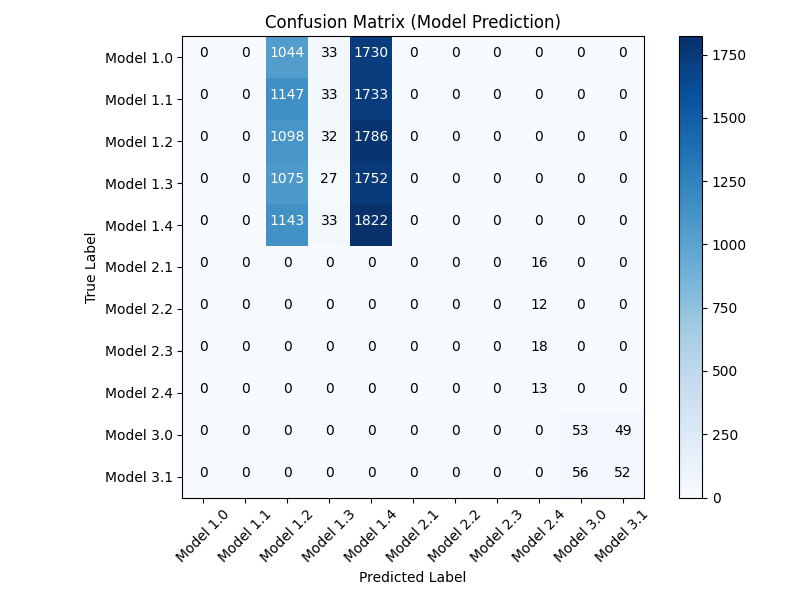 Confusion Matrix (Model Prediction)
Model 1.0 0 0 1044 33 1730 0 0 0 0 0 0
Model 1.1 0 0 1147 33 1733 0 0 0 0 0 0
Model 1.2 0 0 1098 32 1786 0 0 0 0 0 0
Model 1.3 0 0 1075 27 1752 0 0 0 0 0 0
Model 1.4 0 0 1143 33 1822 0 0 0 0 0 0
Model 2.1 0 0 0 0 0 0 0 0 16 0 0
Model 2.2 0 0 0 0 0 0 0 0 12 0 0
Model 2.3 0 0 0 0 0 0 0 0 18 0 0
Model 2.4 0 0 0 0 0 0 0 0 13 0 0
Model 3.0 0 0 0 0 0 0 0 0 0 53 49
Model 3.1 0 0 0 0 0 0 0 0 0 56 52
True Label
Model 1.0 Model 1.1 Model 1.2 Model 1.3 Model 1.4 Model 2.1 Model 2.2 Model 2.3 Model 2.4 Model 3.0 Model 3.1
Predicted Label
1750
1500
1250
1000
750
500
250
0